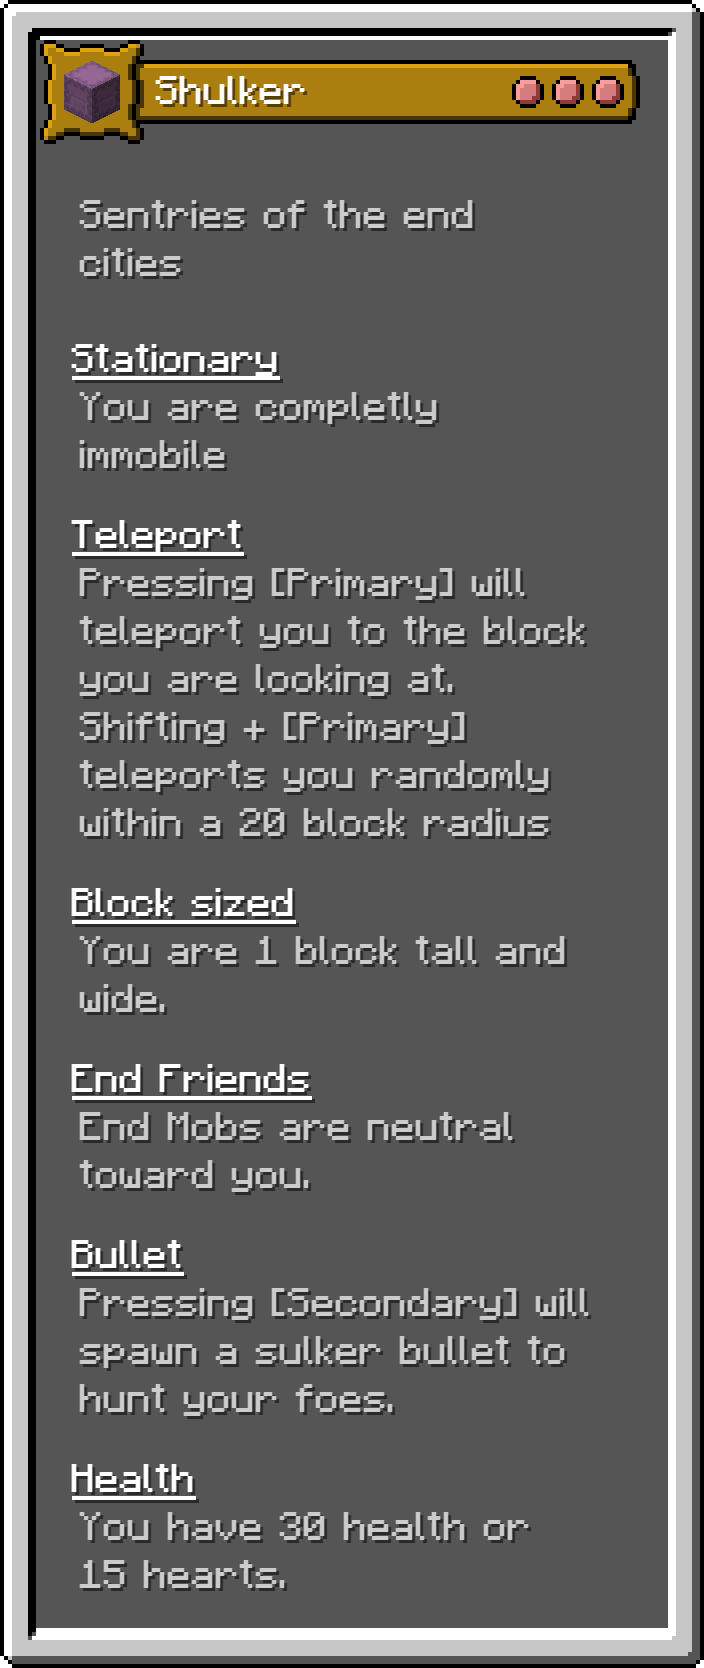 Shulker
Sentries of the end
cities
Stationary
You are completly
immobile
Teleport
Pressing [Primary] will
teleport you to the block
you are looking at.
Shifting + [Primary]
teleports you randomly
within a 20 block radius
Block sized
You are 1 block tall and
wide.
End Friends
End Mobs are neutral
toward you.
Bullet
Pressing [Secondary] will
spawn a sulker bullet to
hunt your foes.
Health
You have 30 health or
15 hearts.